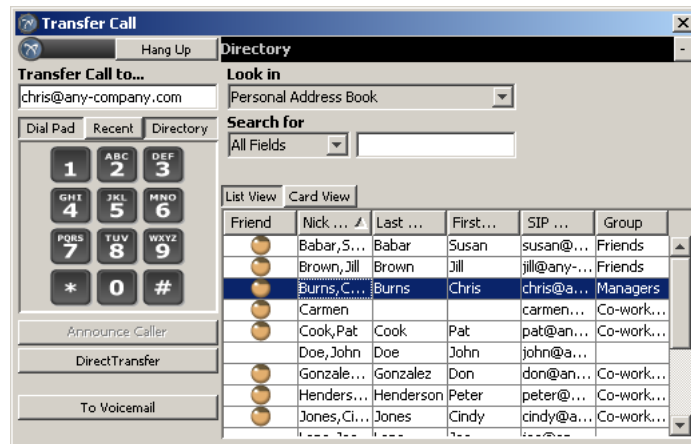 Transfer Call
Hang Up
Directory
-
Transfer Call to...
chris@any-company.com
Dial Pad Recent Directory
1 ABC 2 DEF 3
GHI 4 JKL 5 MNO 6
PQRS 7 TUV 8 WXYZ 9
* 0 #
Announce Caller
DirectTransfer
To Voicemail
Look in
Personal Address Book
Search for
All Fields
List View Card View
Friend Nick ... Last ... First... SIP ... Group
Babar,S... Babar Susan susan@... Friends
Brown,Jill Brown Jill jill@any-... Friends
Burns,C... Burns Chris chris@a... Managers
Carmen carmen... Co-work...
Cook,Pat Cook Pat pat@an... Co-work...
Doe,John Doe John john@a...
Gonzale... Gonzalez Don don@an... Co-work...
Henders... Henderson Peter peter@... Co-work...
Jones,Ci... Jones Cindy cindy@a... Co-work...